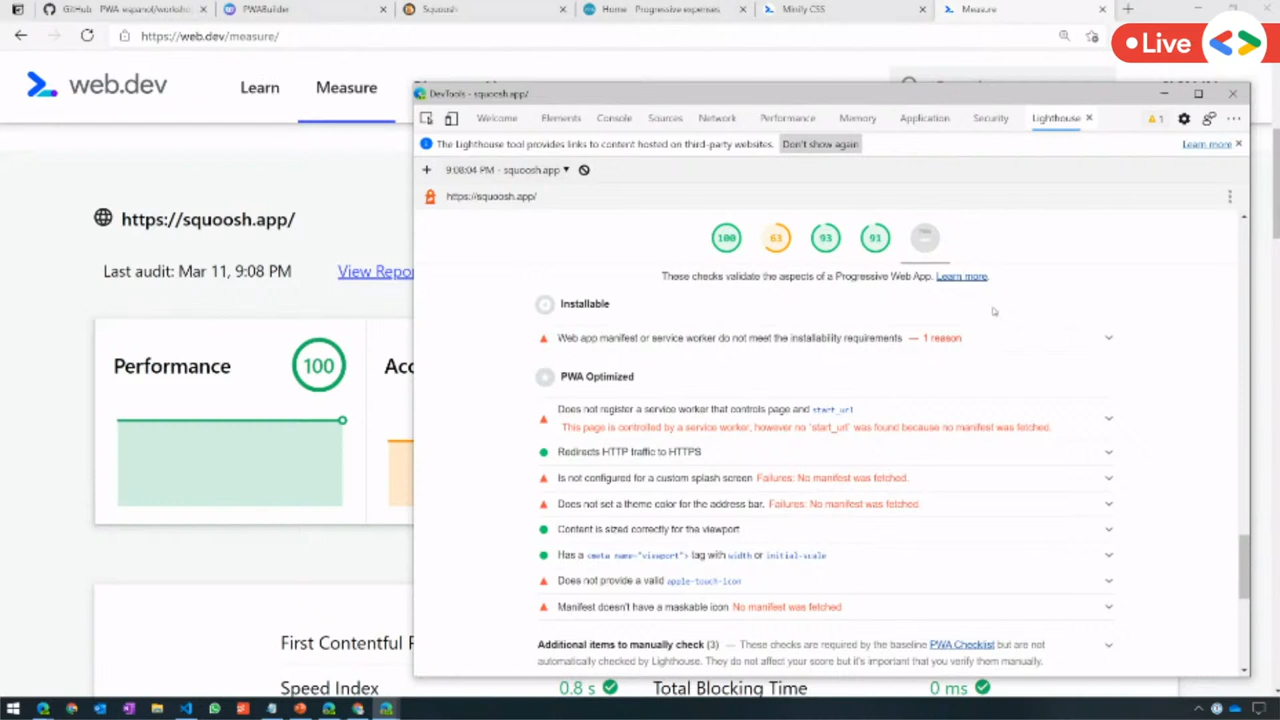 GitHub - PWA espanol/worksho
PWABuilder
Squoosh
Home Progressive expenses
Minify CSS
Measure
https://web.dev/measure/
Live
web.dev
Learn
Measure
https://squoosh.app/
Last audit: Mar 11, 9:08 PM
View Repor
Performance
100
Acc
First Contentful P
Speed Index
0.8 s
Total Blocking Time
0 ms
DevTools - squoosh.app/
Welcome
Elements
Console
Sources
Network
Performance
Memory
Application
Security
Lighthouse
1
The Lighthouse tool provides links to content hosted on third-party websites.
Don't show again
Learn more
9:08:04 PM - squoosh.app
https://squoosh.app/
100
63
93
91
These checks validate the aspects of a Progressive Web App. Learn more.
Installable
Web app manifest or service worker do not meet the installability requirements — 1 reason
PWA Optimized
Does not register a service worker that controls page and start_url
This page is controlled by a service worker, however no `start_url` was found because no manifest was fetched.
Redirects HTTP traffic to HTTPS
Is not configured for a custom splash screen Failures: No manifest was fetched.
Does not set a theme color for the address bar. Failures: No manifest was fetched.
Content is sized correctly for the viewport
Has a <meta name="viewport"> tag with width or initial-scale
Does not provide a valid apple-touch-icon
Manifest doesn't have a maskable icon No manifest was fetched
Additional items to manually check (3) — These checks are required by the baseline PWA Checklist but are not
automatically checked by Lighthouse. They do not affect your score but it's important that you verify them manually.